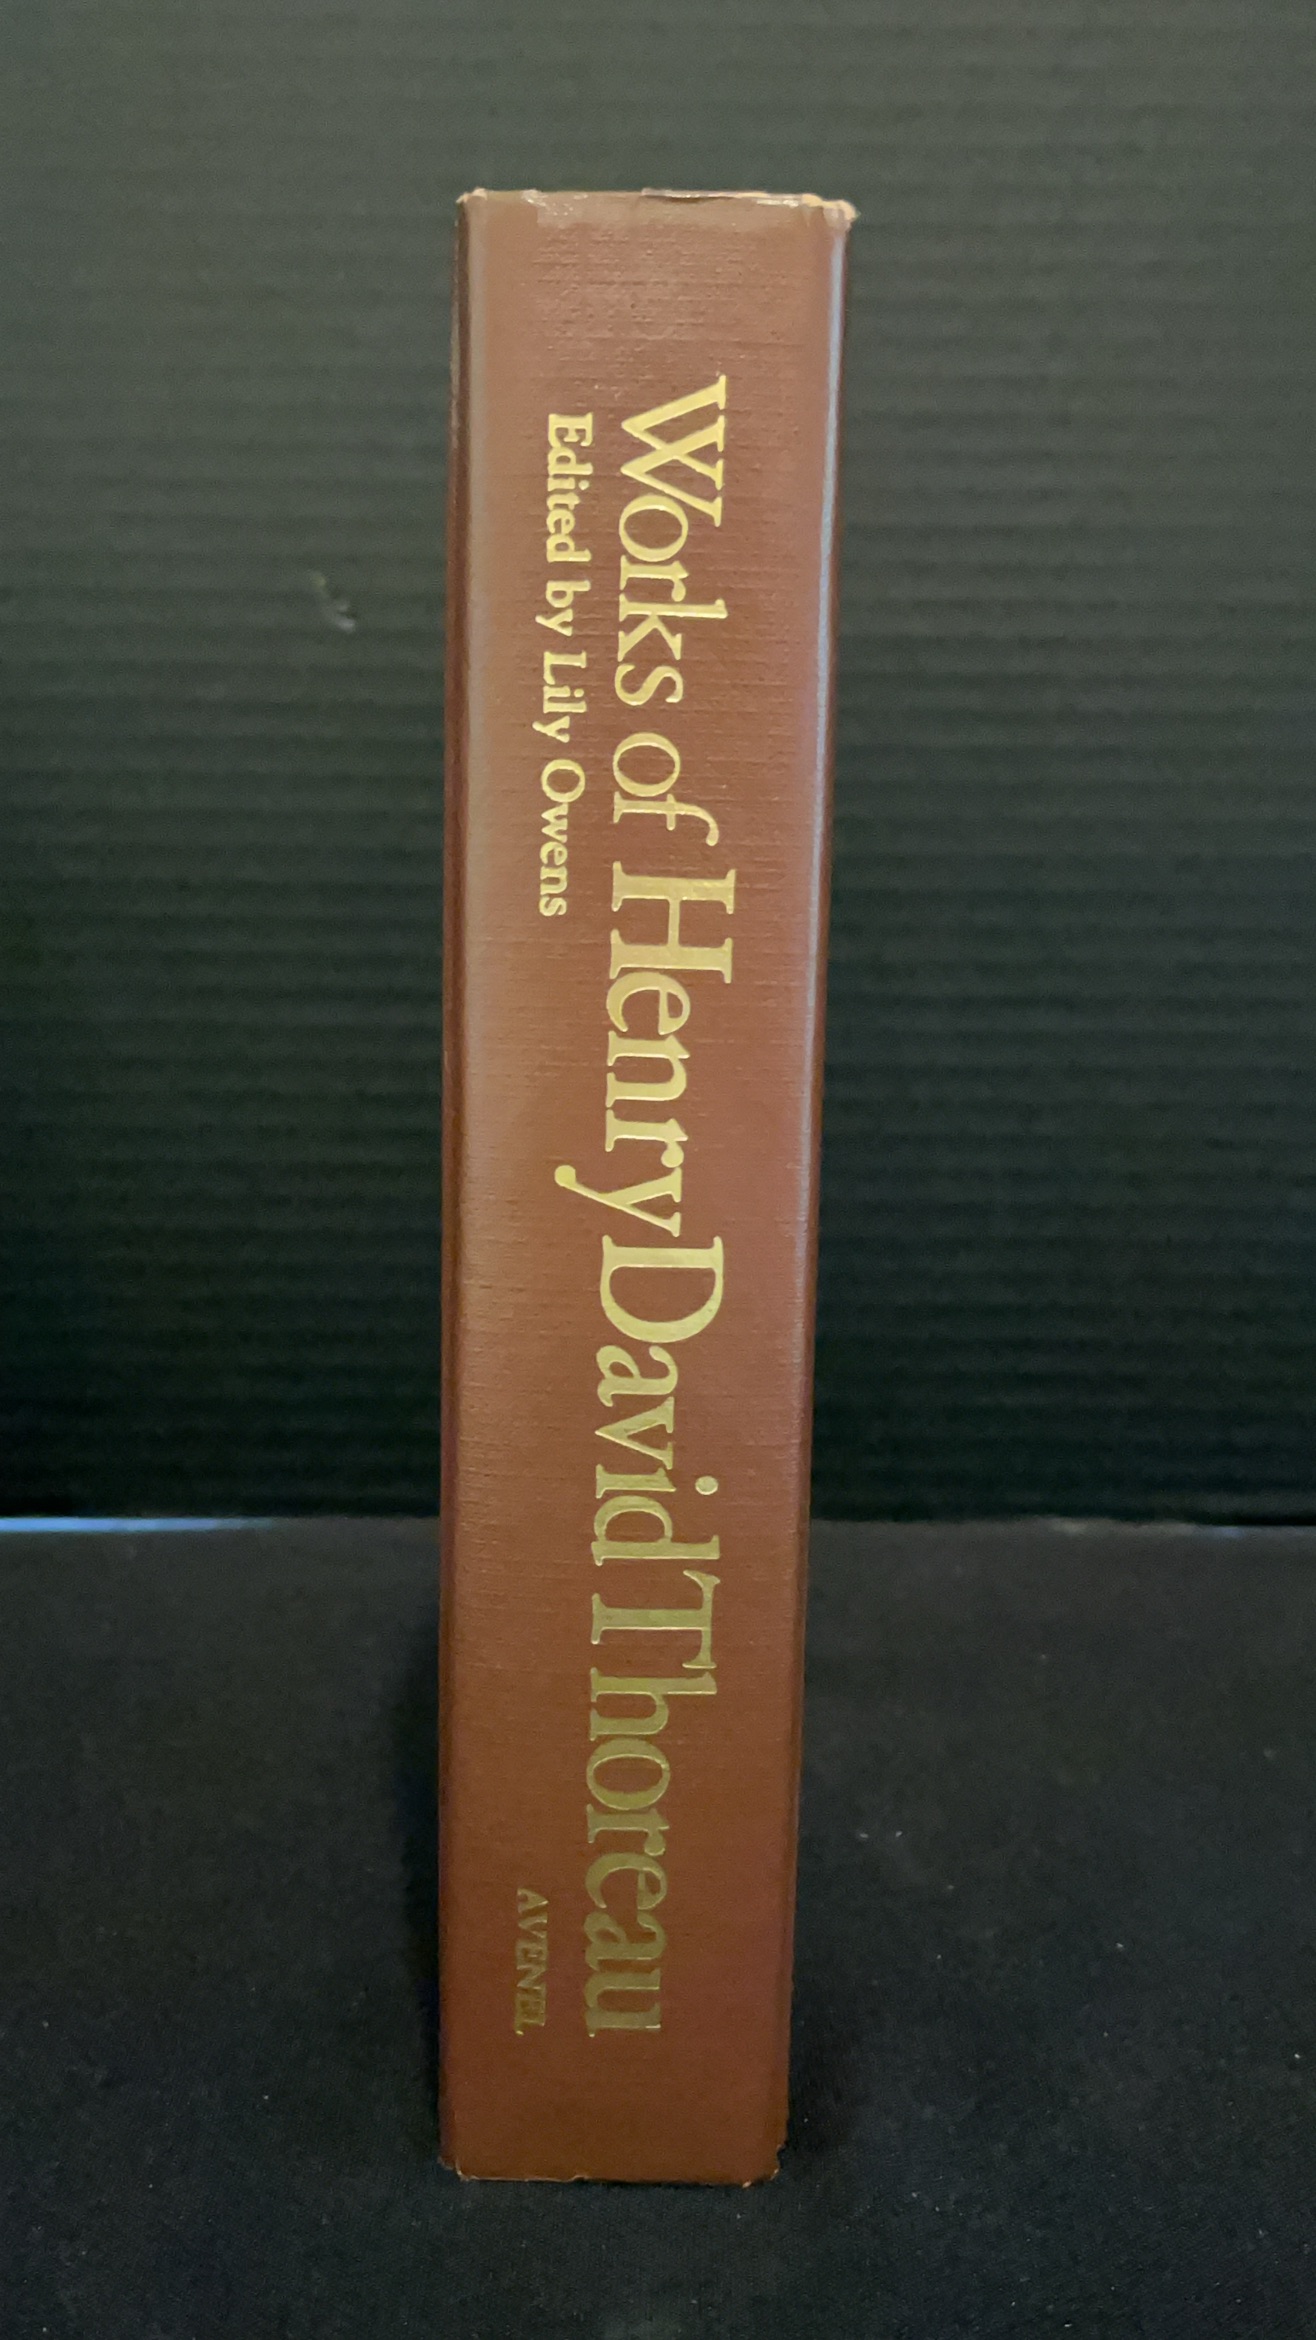 Works of Henry David Thoreau
Edited by Lily Owens
AVENEL